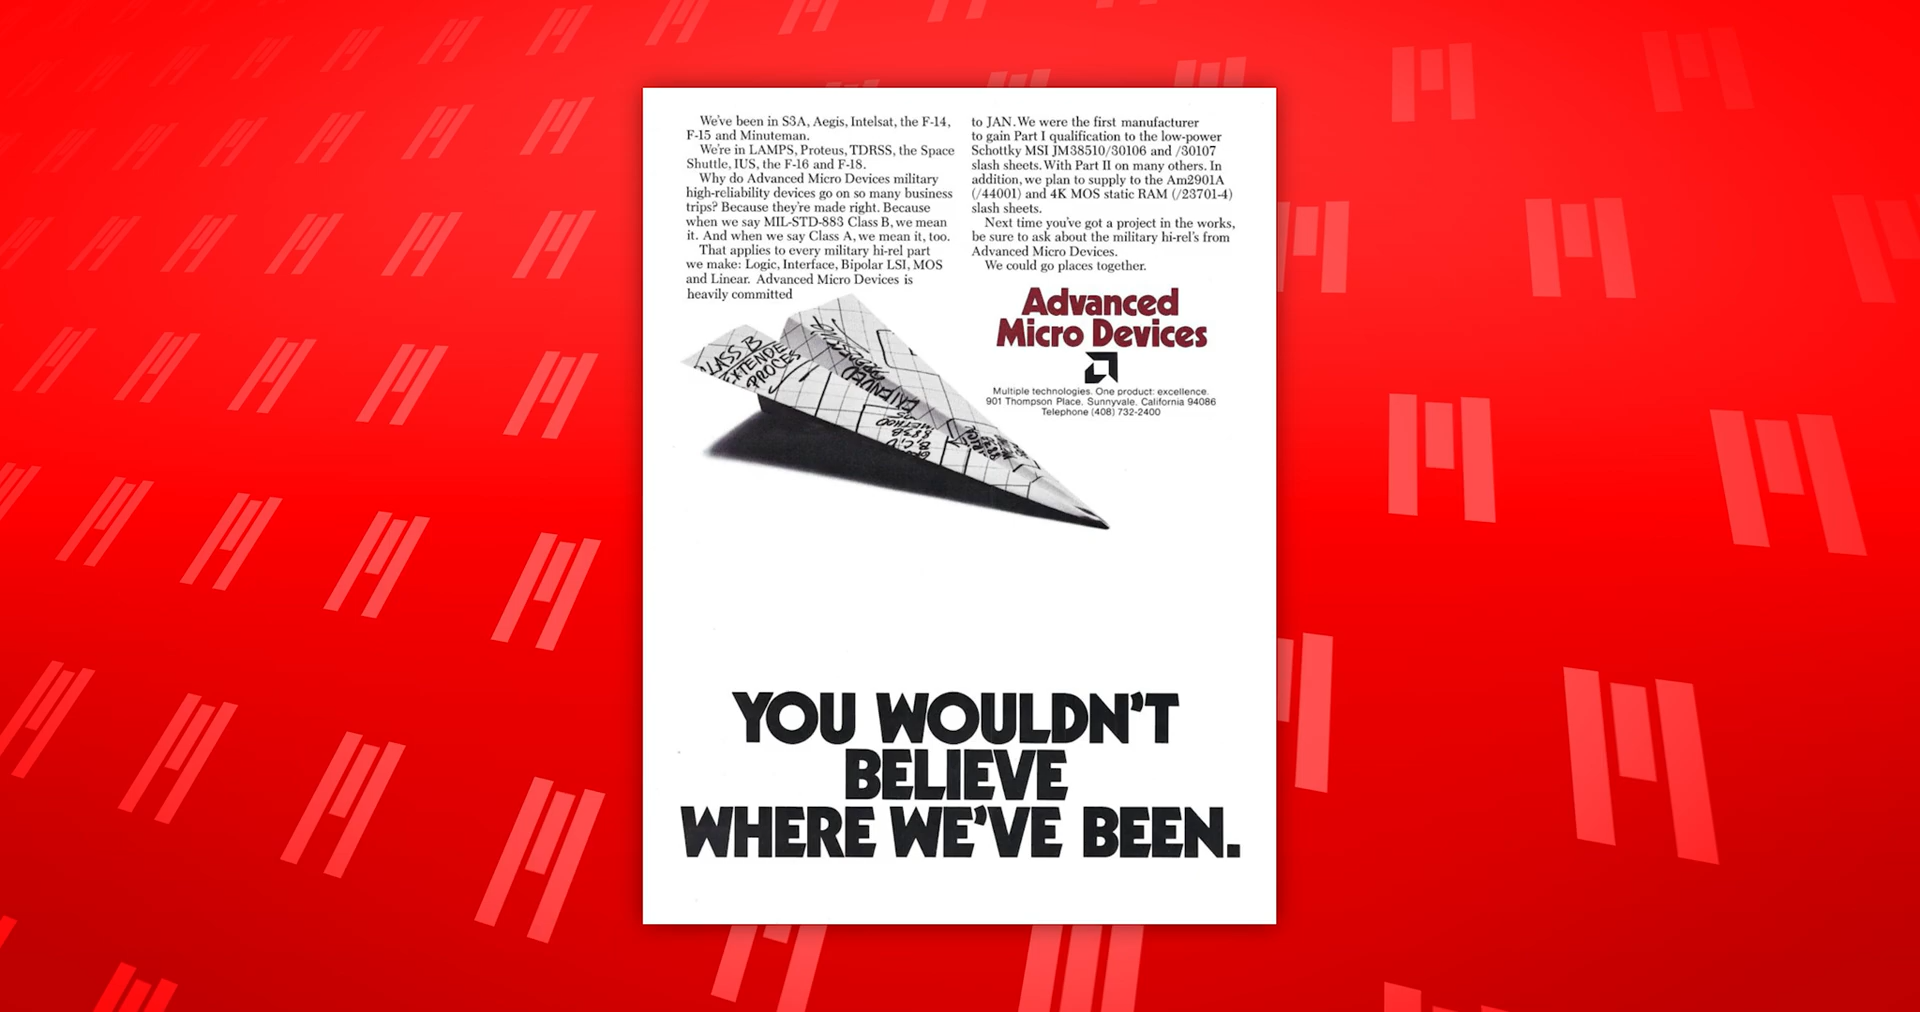 We've been in S3A, Aegis, Intelsat, the F-14,
F-15 and Minuteman.
We're in LAMPS, Proteus, TDRSS, the Space
Shuttle, IUS, the F-16 and F-18.
Why do Advanced Micro Devices military
high-reliability devices go on so many business
trips? Because they're made right. Because
when we say MIL-STD-883 Class B, we mean
it. And when we say Class A, we mean it, too.
That applies to every military hi-rel part
we make: Logic, Interface, Bipolar LSI, MOS
and Linear. Advanced Micro Devices is
heavily committed
to JAN. We were the first manufacturer
to gain Part I qualification to the low-power
Schottky MSI JM38510/30106 and /30107
slash sheets. With Part II on many others. In
addition, we plan to supply to the Am2901A
(/44001) and 4K MOS static RAM (/23701-4)
slash sheets.
Next time you've got a project in the works,
be sure to ask about the military hi-rel's from
Advanced Micro Devices.
We could go places together.
Advanced
Micro Devices
Multiple technologies. One product: excellence.
901 Thompson Place, Sunnyvale, California 94086
Telephone (408) 732-2400
LASS B
XTENDE
PROCES
EXTENDED
METHOD
883B
B, C, D
YOU WOULDN'T
BELIEVE
WHERE WE'VE BEEN.